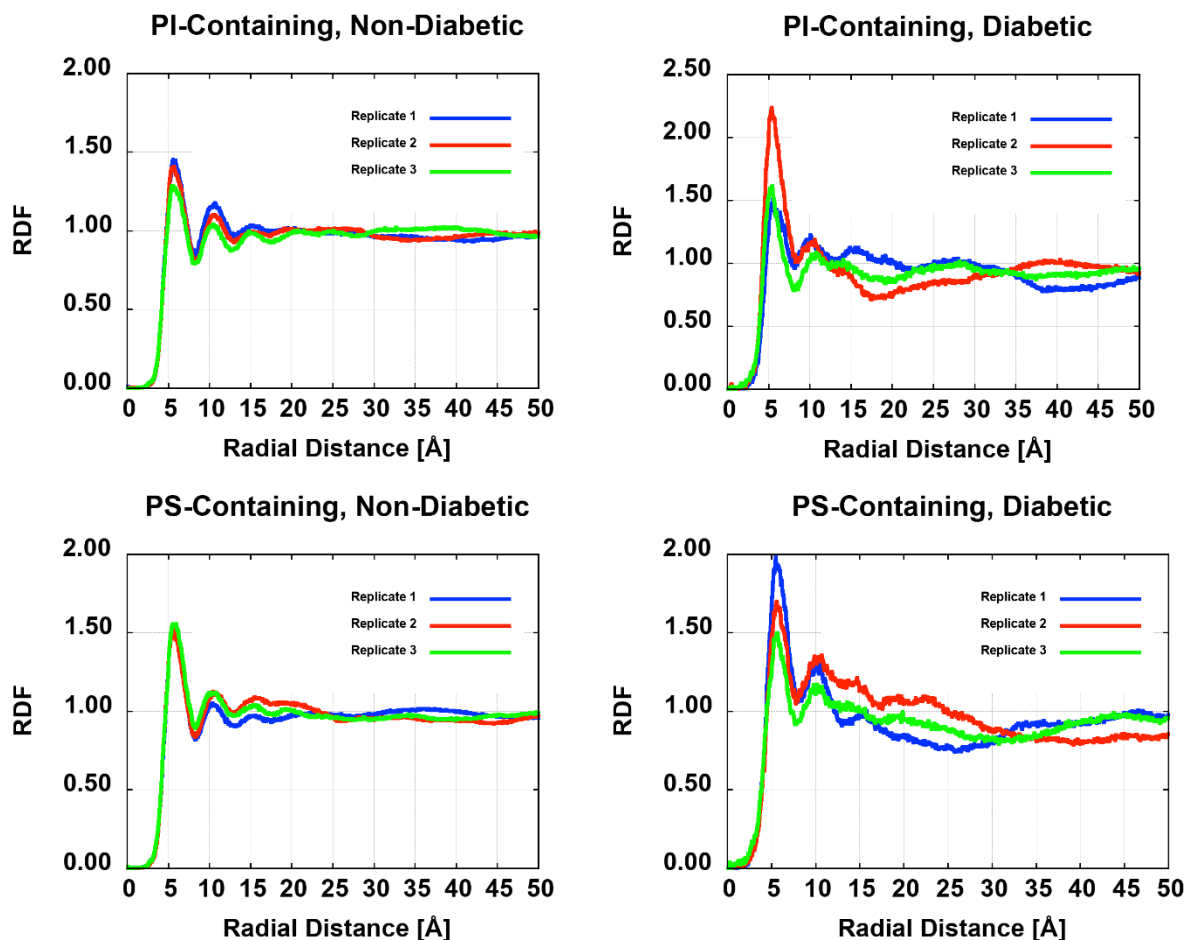 PI-Containing, Non-Diabetic
2.00
1.50
1.00
0.50
0.00
RDF
Replicate 1
Replicate 2
Replicate 3
0 5 10 15 20 25 30 35 40 45 50
Radial Distance [Å]
PI-Containing, Diabetic
2.50
2.00
1.50
1.00
0.50
0.00
RDF
Replicate 1
Replicate 2
Replicate 3
0 5 10 15 20 25 30 35 40 45 50
Radial Distance [Å]
PS-Containing, Non-Diabetic
2.00
1.50
1.00
0.50
0.00
RDF
Replicate 1
Replicate 2
Replicate 3
0 5 10 15 20 25 30 35 40 45 50
Radial Distance [Å]
PS-Containing, Diabetic
2.00
1.50
1.00
0.50
0.00
RDF
Replicate 1
Replicate 2
Replicate 3
0 5 10 15 20 25 30 35 40 45 50
Radial Distance [Å]